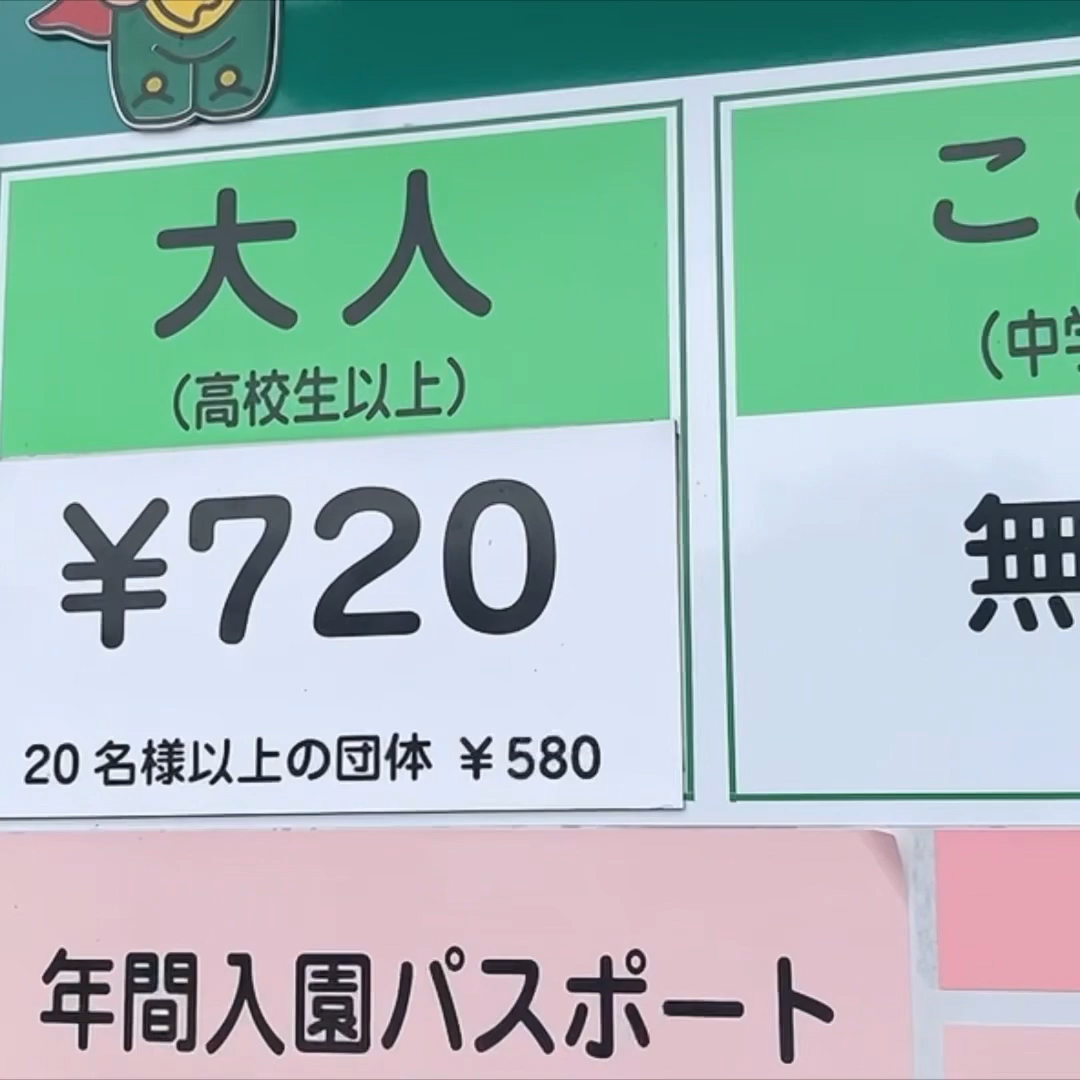 大人
(高校生以上)
¥720
20名様以上の団体 ¥580
こ
(中学
無
年間入園パスポート